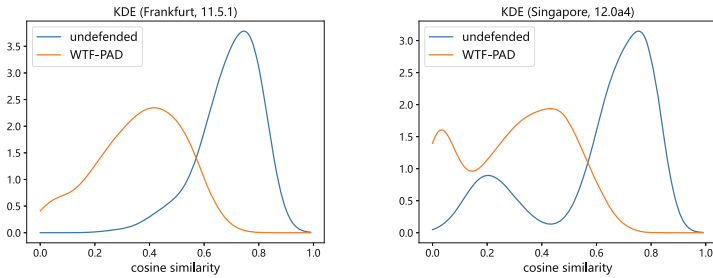 KDE (Frankfurt, 11.5.1)
undefended
WTF-PAD
3.5
3.0
2.5
2.0
1.5
1.0
0.5
0.0
0.0 0.2 0.4 0.6 0.8 1.0
cosine similarity
KDE (Singapore, 12.0a4)
undefended
WTF-PAD
3.0
2.5
2.0
1.5
1.0
0.5
0.0
0.0 0.2 0.4 0.6 0.8 1.0
cosine similarity